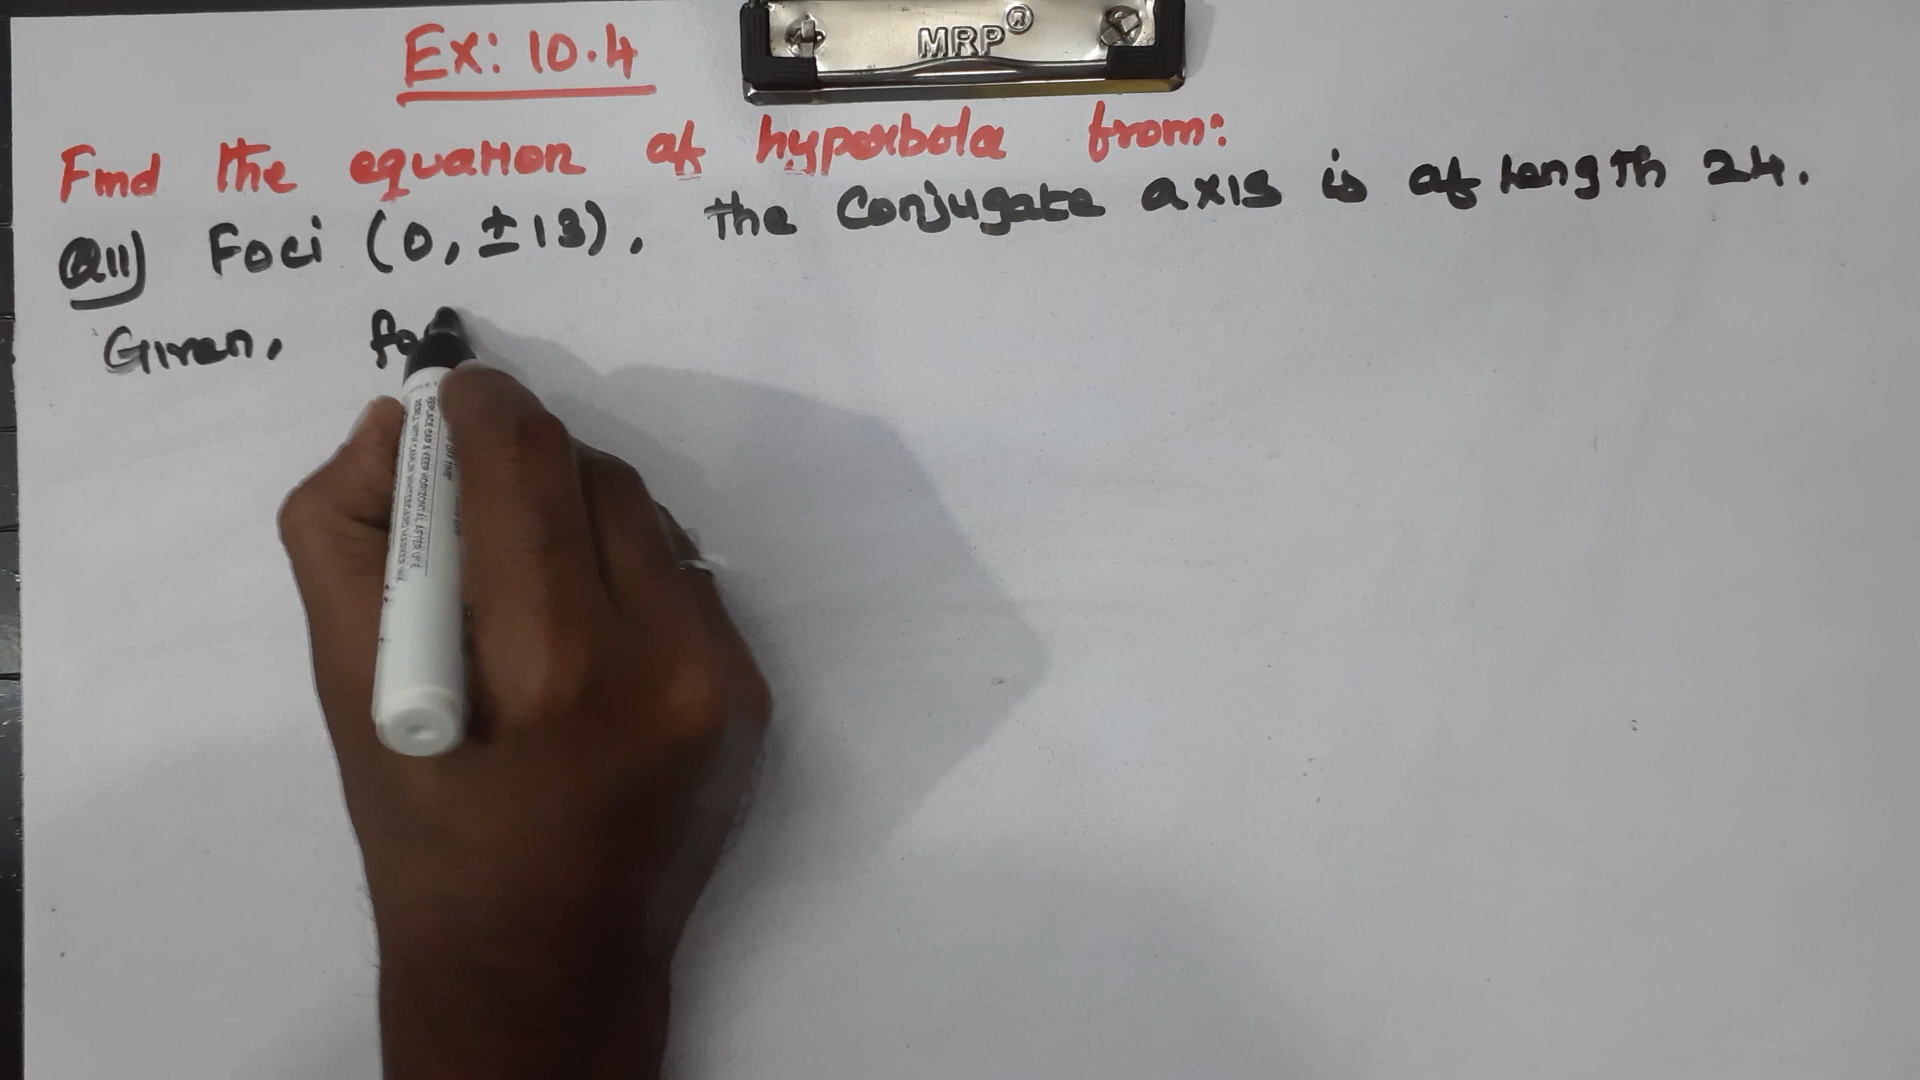 MRP®
Ex: 10.4
Find the equation of hyperbola from:
Q11) Foci (0, ±13), the Conjugate axis is of length 24.
Given, fo